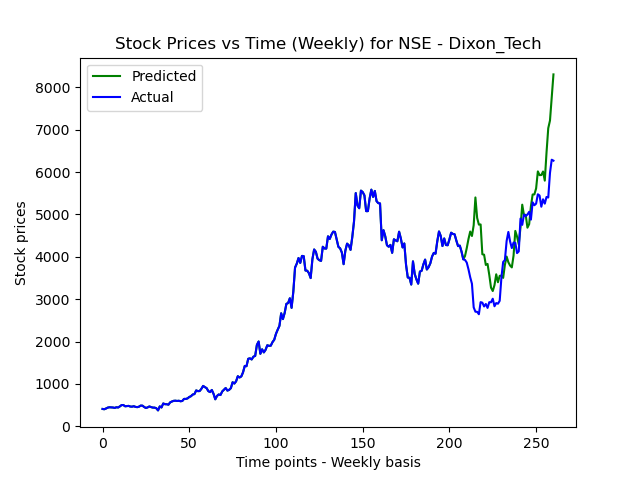 Stock Prices vs Time (Weekly) for NSE - Dixon_Tech
Predicted
Actual
Stock prices
8000
7000
6000
5000
4000
3000
2000
1000
0
0 50 100 150 200 250
Time points - Weekly basis